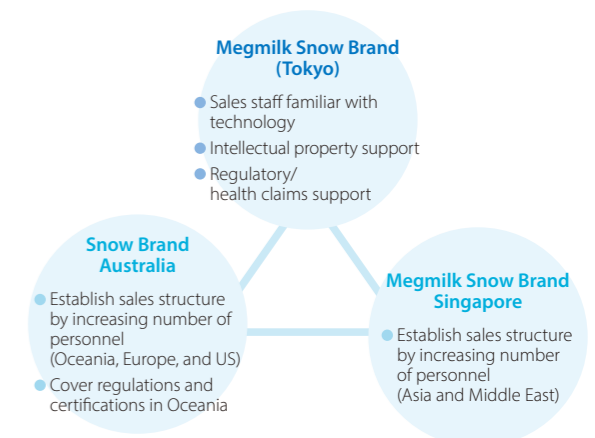 Megmilk Snow Brand
(Tokyo)
● Sales staff familiar with
technology
● Intellectual property support
● Regulatory/
health claims support
Snow Brand
Australia
● Establish sales structure
by increasing number of
personnel
(Oceania, Europe, and US)
● Cover regulations and
certifications in Oceania
Megmilk Snow Brand
Singapore
● Establish sales structure
by increasing number
of personnel
(Asia and Middle East)